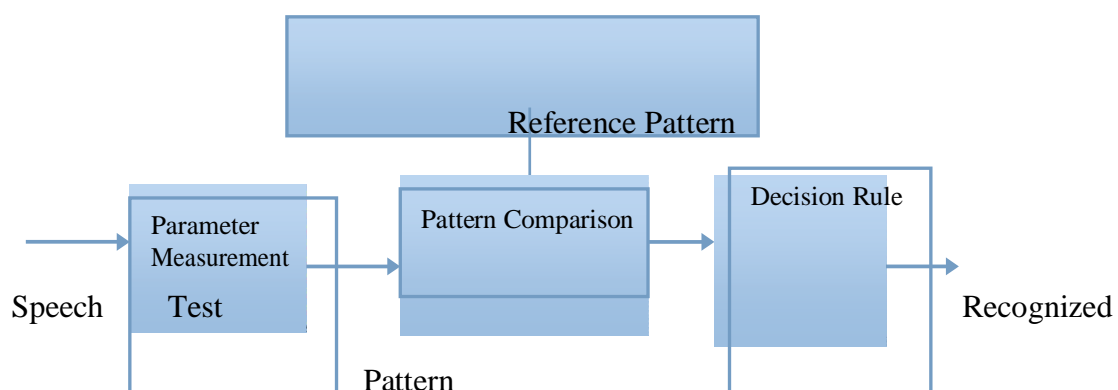 Reference Pattern
Parameter
Measurement
Pattern Comparison
Decision Rule
Speech
Test
Recognized
Pattern